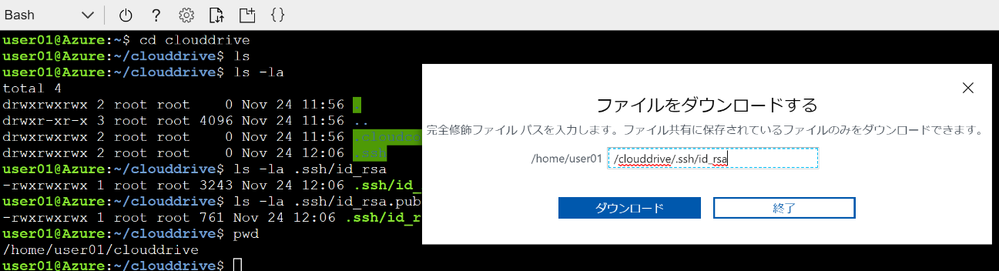 Bash
user01@Azure:~$ cd clouddrive
user01@Azure:~/clouddrive$ ls
user01@Azure:~/clouddrive$ ls -la
total 4
drwxrwxrwx 2 root root    0 Nov 24 11:56 .
drwxr-xr-x 3 root root 4096 Nov 24 11:56 ..
drwxrwxrwx 2 root root    0 Nov 24 11:56 .cloudco
drwxrwxrwx 2 root root    0 Nov 24 12:06 .ssh
user01@Azure:~/clouddrive$ ls -la .ssh/id_rsa
-rwxrwxrwx 1 root root 3243 Nov 24 12:06 .ssh/id_
user01@Azure:~/clouddrive$ ls -la .ssh/id_rsa.pub
-rwxrwxrwx 1 root root 761 Nov 24 12:06 .ssh/id_r
user01@Azure:~/clouddrive$ pwd
/home/user01/clouddrive
user01@Azure:~/clouddrive$
ファイルをダウンロードする
完全修飾ファイル パスを入力します。ファイル共有に保存されているファイルのみをダウンロードできます。
/home/user01 /clouddrive/.ssh/id_rsa
ダウンロード 終了